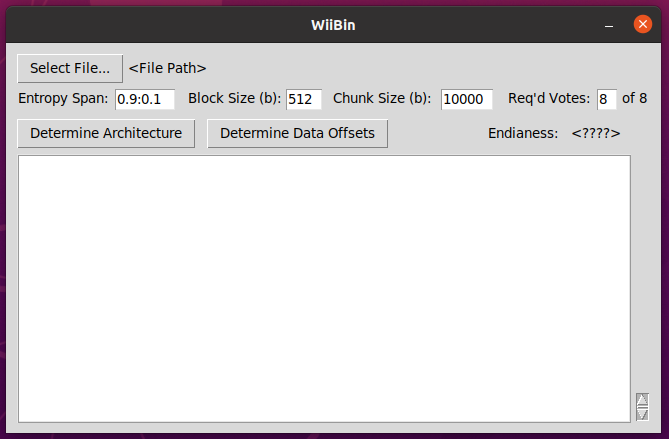 WiiBin
Select File... <File Path>
Entropy Span: 0.9:0.1 Block Size (b): 512 Chunk Size (b): 10000 Req'd Votes: 8 of 8
Determine Architecture Determine Data Offsets Endianess: <????>